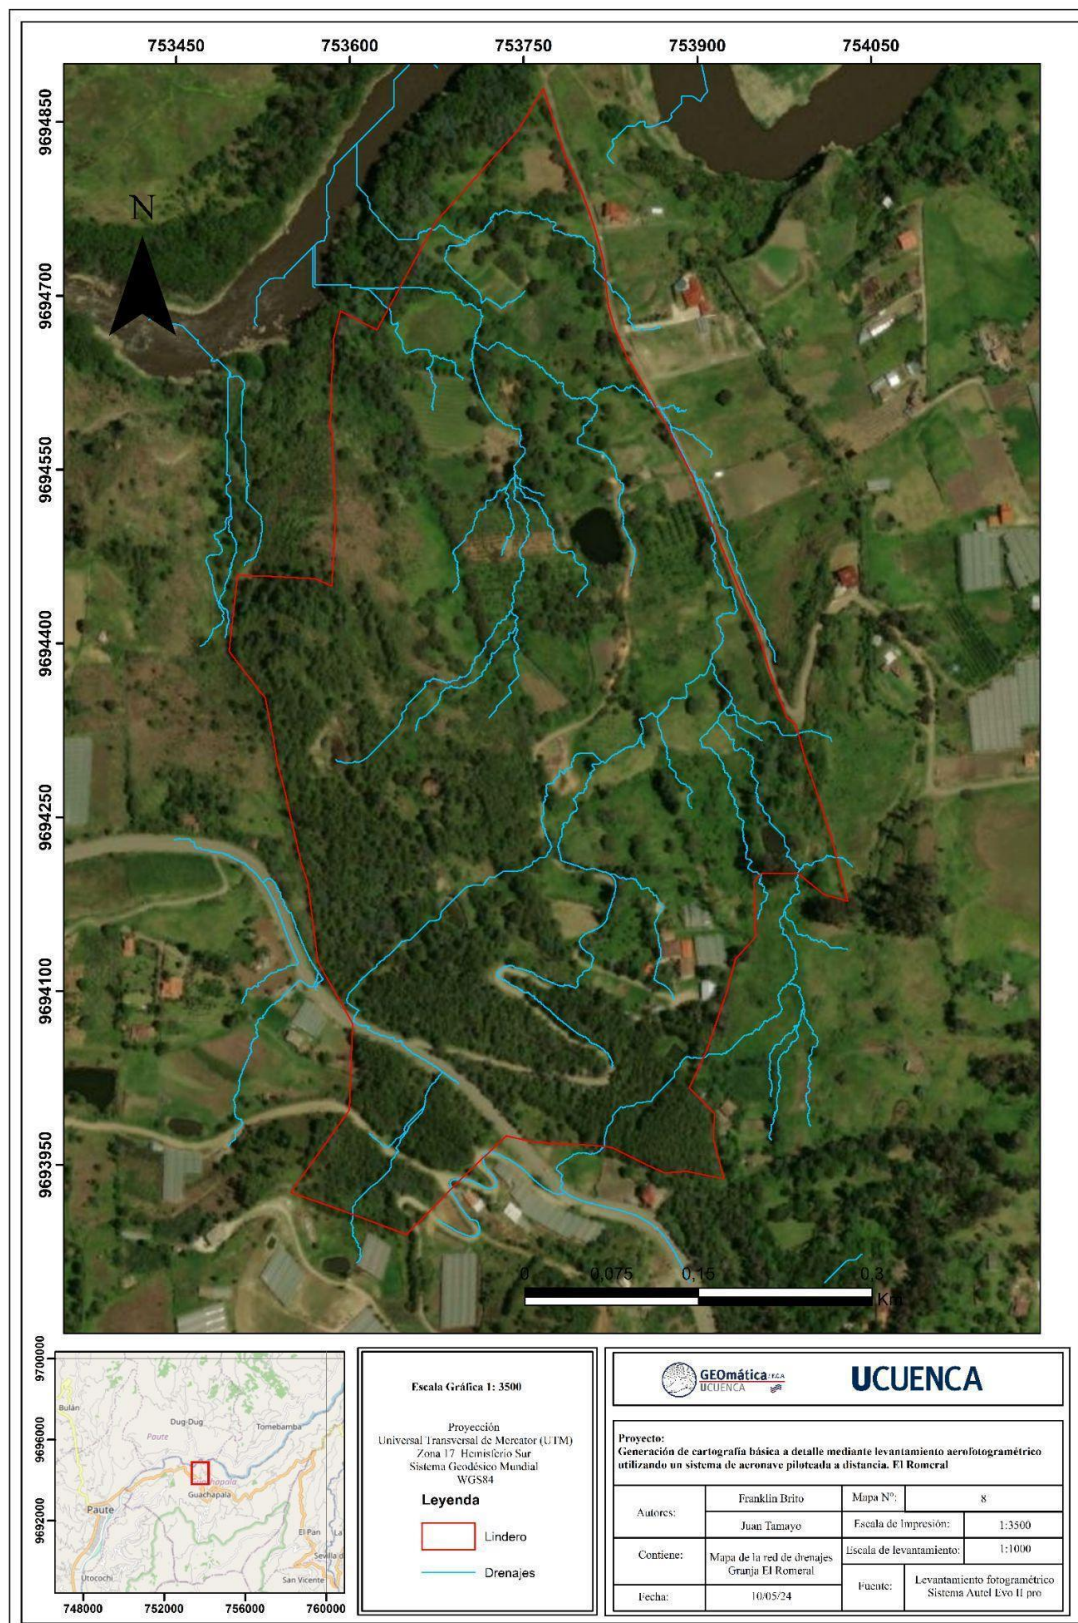 753450 753600 753750 753900 754050
9694850
9694700
9694550
9694400
9694250
9694100
9693950
N
0 0,075 0,15 0,3
Km
9700000
9696000
9692000
Bulán
Dug-Dug
Tomebamba
Paute
Guachapala
Paute
El Pan
La
Sevilla d
Utocochi
San Vicente
748000 752000 756000 760000
Escala Gráfica 1: 3500
Proyección
Universal Transversal de Mercator (UTM)
Zona 17 Hemisferio Sur
Sistema Geodésico Mundial
WGS84
Leyenda
Lindero
Drenajes
GEOmática
UCUENCA
UCUENCA
Proyecto:
Generación de cartografía básica a detalle mediante levantamiento aerofotogramétrico
utilizando un sistema de aeronave piloteada a distancia. El Romeral
Autores:
Franklin Brito
Juan Tamayo
Mapa N°: 8
Escala de Impresión: 1:3500
Contiene:
Mapa de la red de drenajes
Granja El Romeral
Escala de levantamiento: 1:1000
Fecha: 10/05/24
Fuente:
Levantamiento fotogramétrico
Sistema Autel Evo II pro